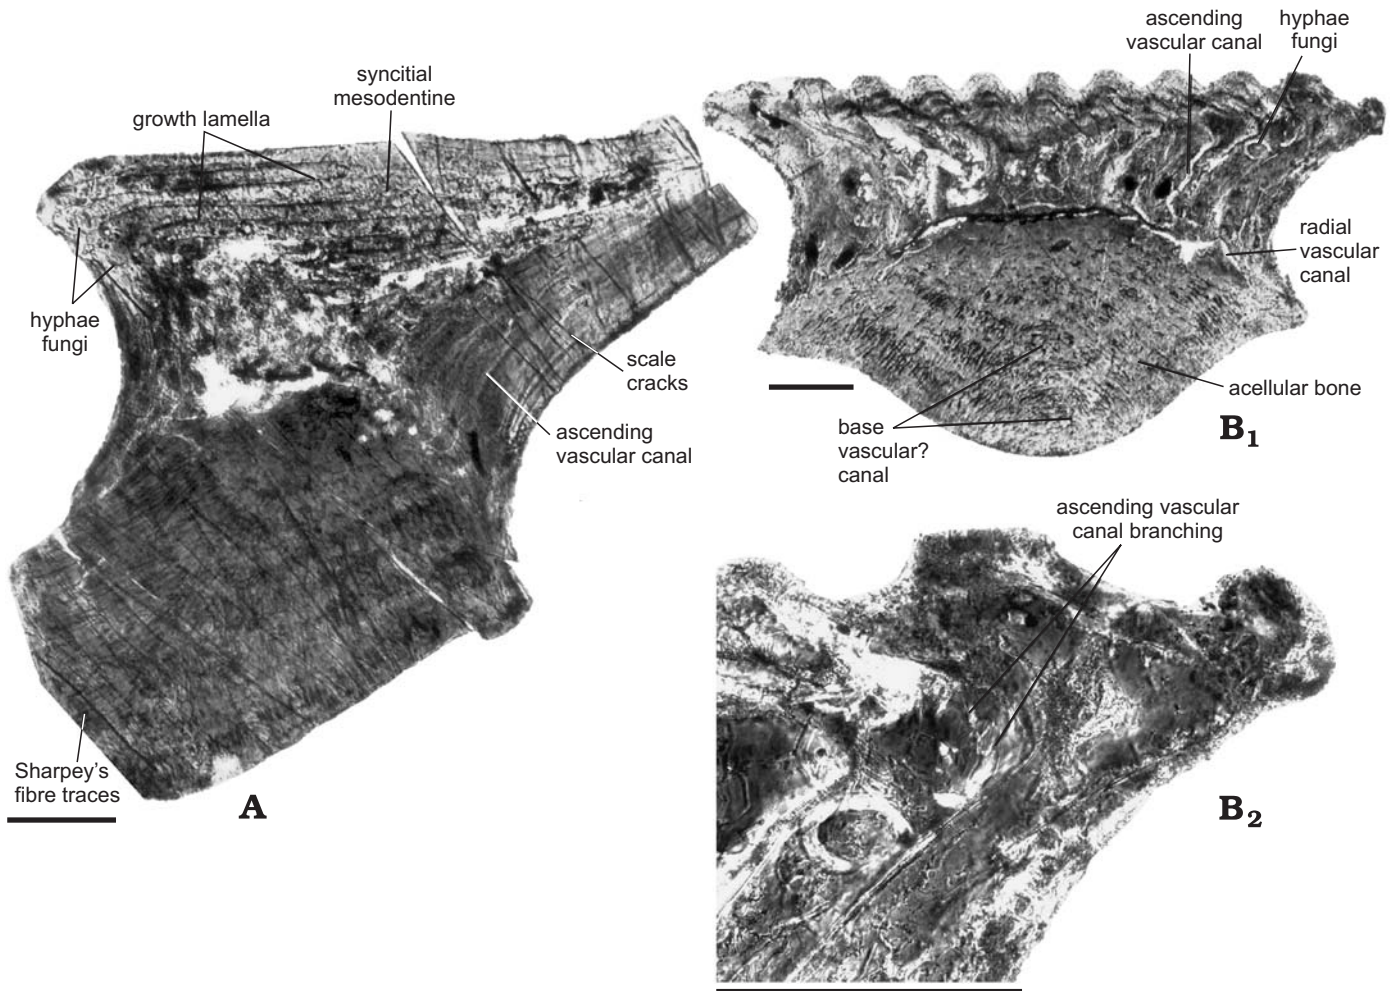 syncitial
mesodentine
growth lamella
hyphae
fungi
scale
cracks
ascending
vascular canal
Sharpey's
fibre traces
A
ascending
vascular canal
hyphae
fungi
radial
vascular
canal
acellular bone
base
vascular?
canal
B1
ascending vascular
canal branching
B2